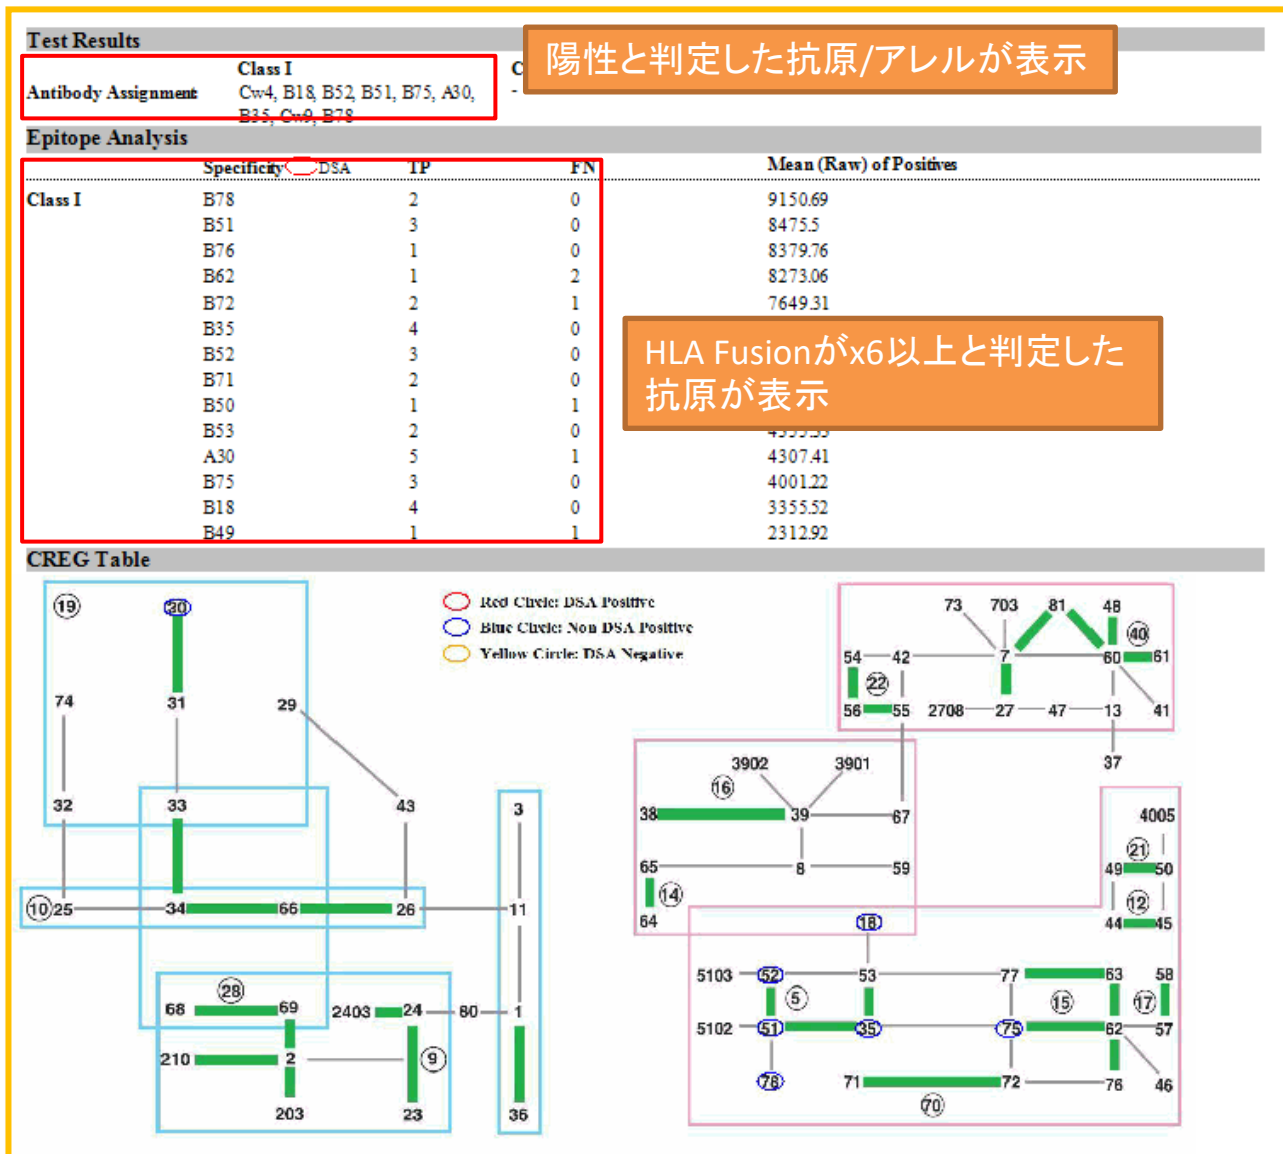 Test Results
陽性と判定した抗原/アレルが表示
Class I
C
Antibody Assignment
Cw4, B18, B52, B51, B75, A30,
-
B35, Cw9, B78
Epitope Analysis
Specificity DSA TP FN Mean (Raw) of Positives
Class I B78 2 0 9150.69
B51 3 0 8475.5
B76 1 0 8379.76
B62 1 2 8273.06
B72 2 1 7649.31
B35 4 0
B52 3 0
B71 2 0
B50 1 1
HLA Fusionがx6以上と判定した
抗原が表示
B53 2 0
A30 5 1 4307.41
B75 3 0 4001.22
B18 4 0 3355.52
B49 1 1 2312.92
CREG Table
Red Circle: DSA Positive
Blue Circle: Non DSA Positive
Yellow Circle: DSA Negative
19 30
74 31 29
32 33 43 3
10 25 34 66 26 11
28
68 69 2403 24 80 1
210 2 9
203 23 36
73 703 81 48
40
54 42 7 60 61
22
56 55 2708 27 47 13 41
37
3902 3901
16
38 39 67
65 8 59
14
64
18
4005
21
49 50
12
44 45
5103 52 53 77 63 58
5 15 17
5102 51 35 75 62 57
78 71 72 76 46
70